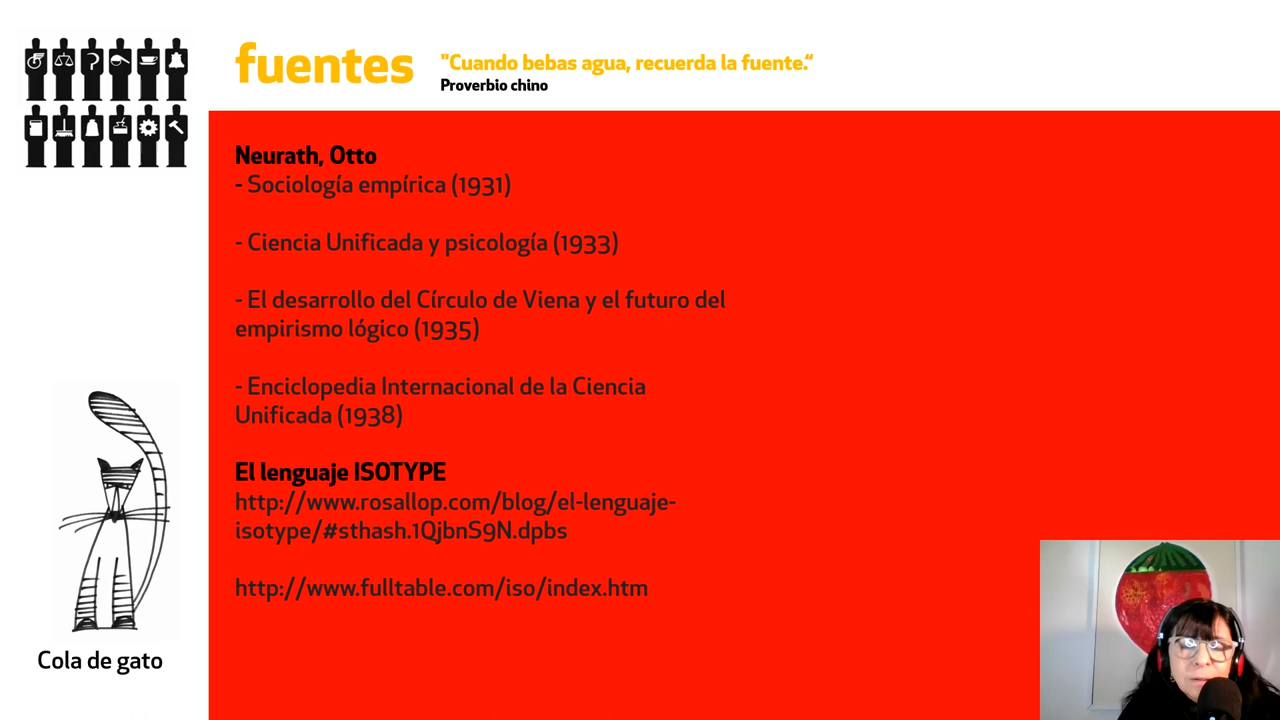 fuentes
"Cuando bebas agua, recuerda la fuente.“
Proverbio chino
Neurath, Otto
- Sociología empírica (1931)
- Ciencia Unificada y psicología (1933)
- El desarrollo del Círculo de Viena y el futuro del
empirismo lógico (1935)
- Enciclopedia Internacional de la Ciencia
Unificada (1938)
El lenguaje ISOTYPE
http://www.rosallop.com/blog/el-lenguaje-
isotype/#sthash.1QjbnS9N.dpbs
http://www.fulltable.com/iso/index.htm
Cola de gato